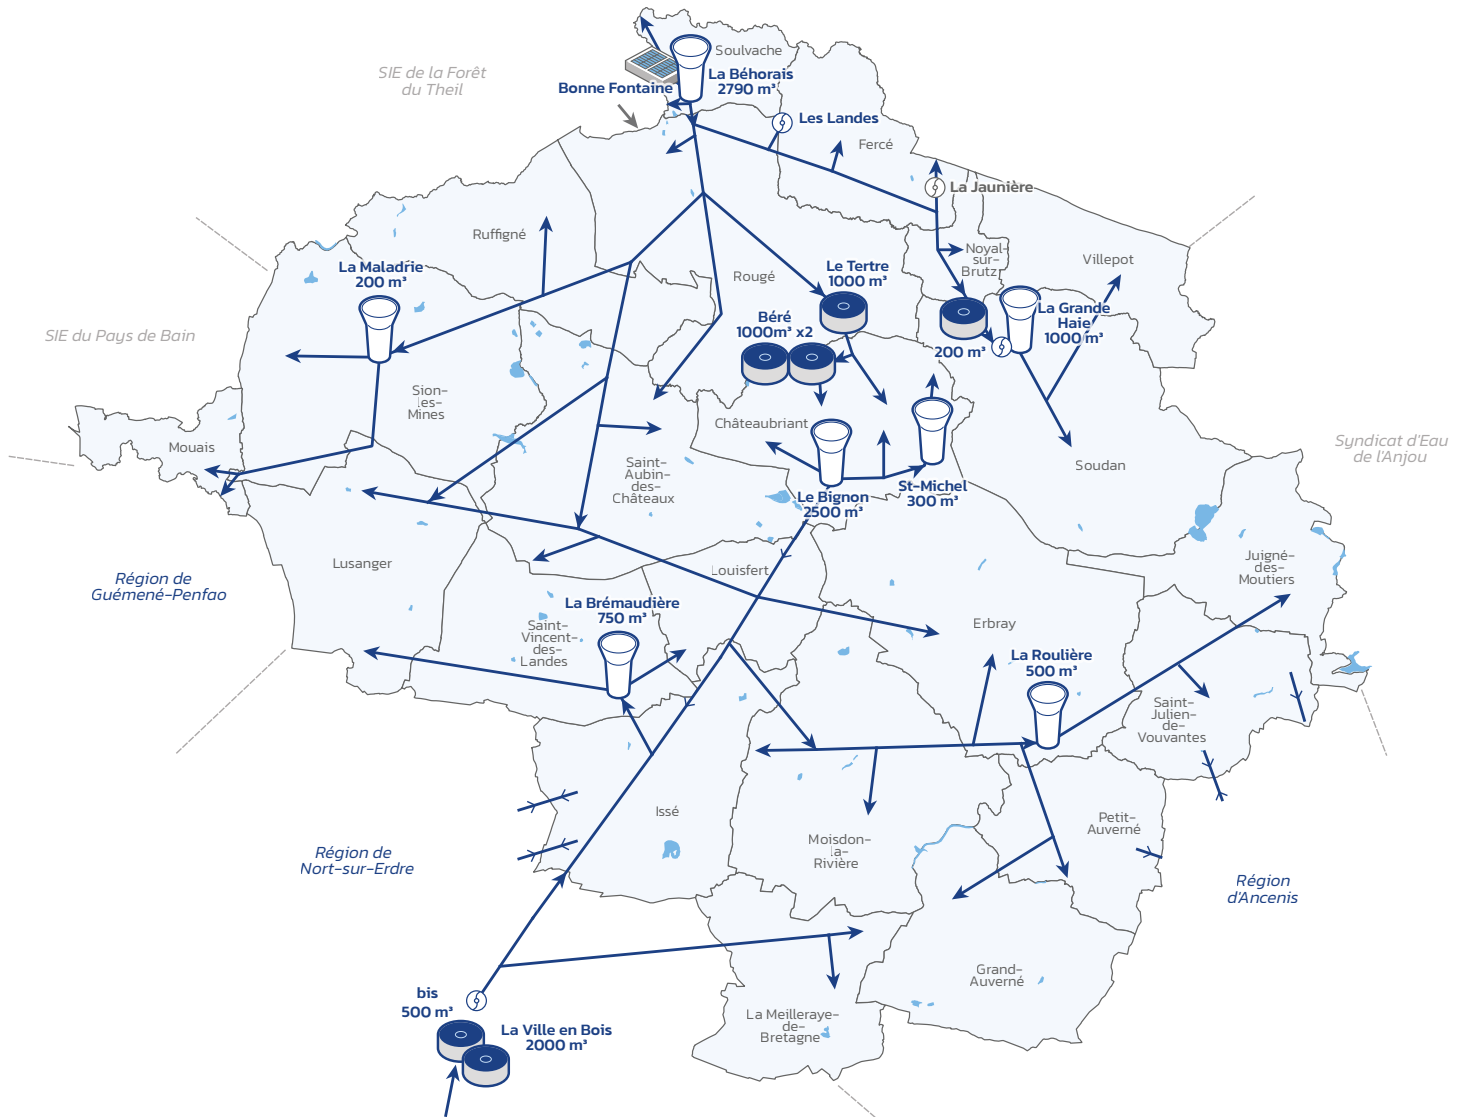 Soulvache
SIE de la Forêt
du Theil
La Béhorais
2790 m³
Bonne Fontaine
Les Landes
Fercé
La Jaunière
Ruffigné
Noyal-
sur-
Brutz
Villepot
La Maladrie
200 m³
Rougé
Le Tertre
1000 m³
La Grande
Haie
1000 m³
Béré
1000m³ x2
200 m³
SIE du Pays de Bain
Sion-
les-
Mines
Châteaubriant
Mouais
Syndicat d'Eau
de l'Anjou
Soudan
Saint-
Aubin-
des-
Châteaux
St-Michel
300 m³
Le Bignon
2500 m³
Lusanger
Louisfert
Juigné-
des-
Moutiers
Région de
Guémené-Penfao
La Brémaudière
750 m³
Saint-
Vincent-
des-
Landes
Erbray
La Roulière
500 m³
Saint-
Julien-
de-
Vouvantes
Issé
Petit-
Auverné
Moisdon-
la-
Rivière
Région de
Nort-sur-Erdre
Région
d'Ancenis
Grand-
Auverné
bis
500 m³
La Meilleraye-
de-
Bretagne
La Ville en Bois
2000 m³